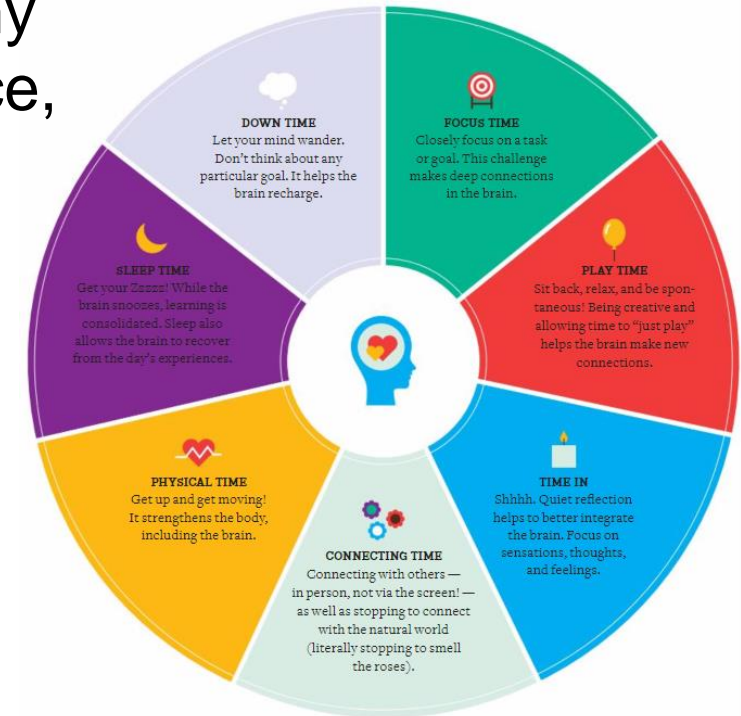 ce,
DOWN TIME
Let your mind wander.
Don't think about any
particular goal. It helps the
brain recharge.
FOCUS TIME
Closely focus on a task
or goal. This challenge
makes deep connections
in the brain.
PLAY TIME
Sit back, relax, and be spon-
taneous! Being creative and
allowing time to “just play”
helps the brain make new
connections.
TIME IN
Shhhh. Quiet reflection
helps to better integrate
the brain. Focus on
sensations, thoughts,
and feelings.
CONNECTING TIME
Connecting with others —
in person, not via the screen! —
as well as stopping to connect
with the natural world
(literally stopping to smell
the roses).
PHYSICAL TIME
Get up and get moving!
It strengthens the body,
including the brain.
SLEEP TIME
Get your Zzzzz! While the
brain snoozes, learning is
consolidated. Sleep also
allows the brain to recover
from the day's experiences.